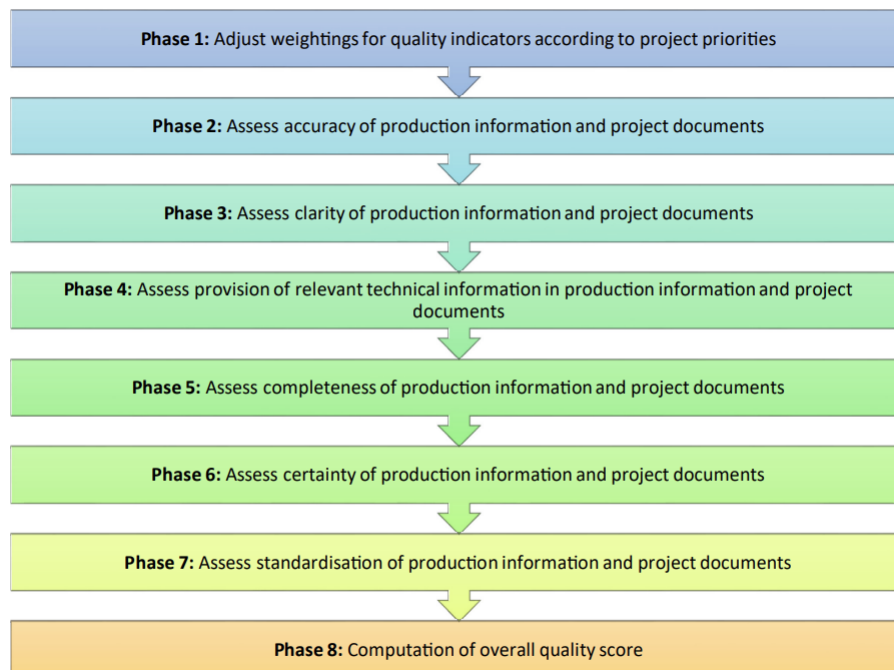 Phase 1: Adjust weightings for quality indicators according to project priorities
Phase 2: Assess accuracy of production information and project documents
Phase 3: Assess clarity of production information and project documents
Phase 4: Assess provision of relevant technical information in production information and project
documents
Phase 5: Assess completeness of production information and project documents
Phase 6: Assess certainty of production information and project documents
Phase 7: Assess standardisation of production information and project documents
Phase 8: Computation of overall quality score